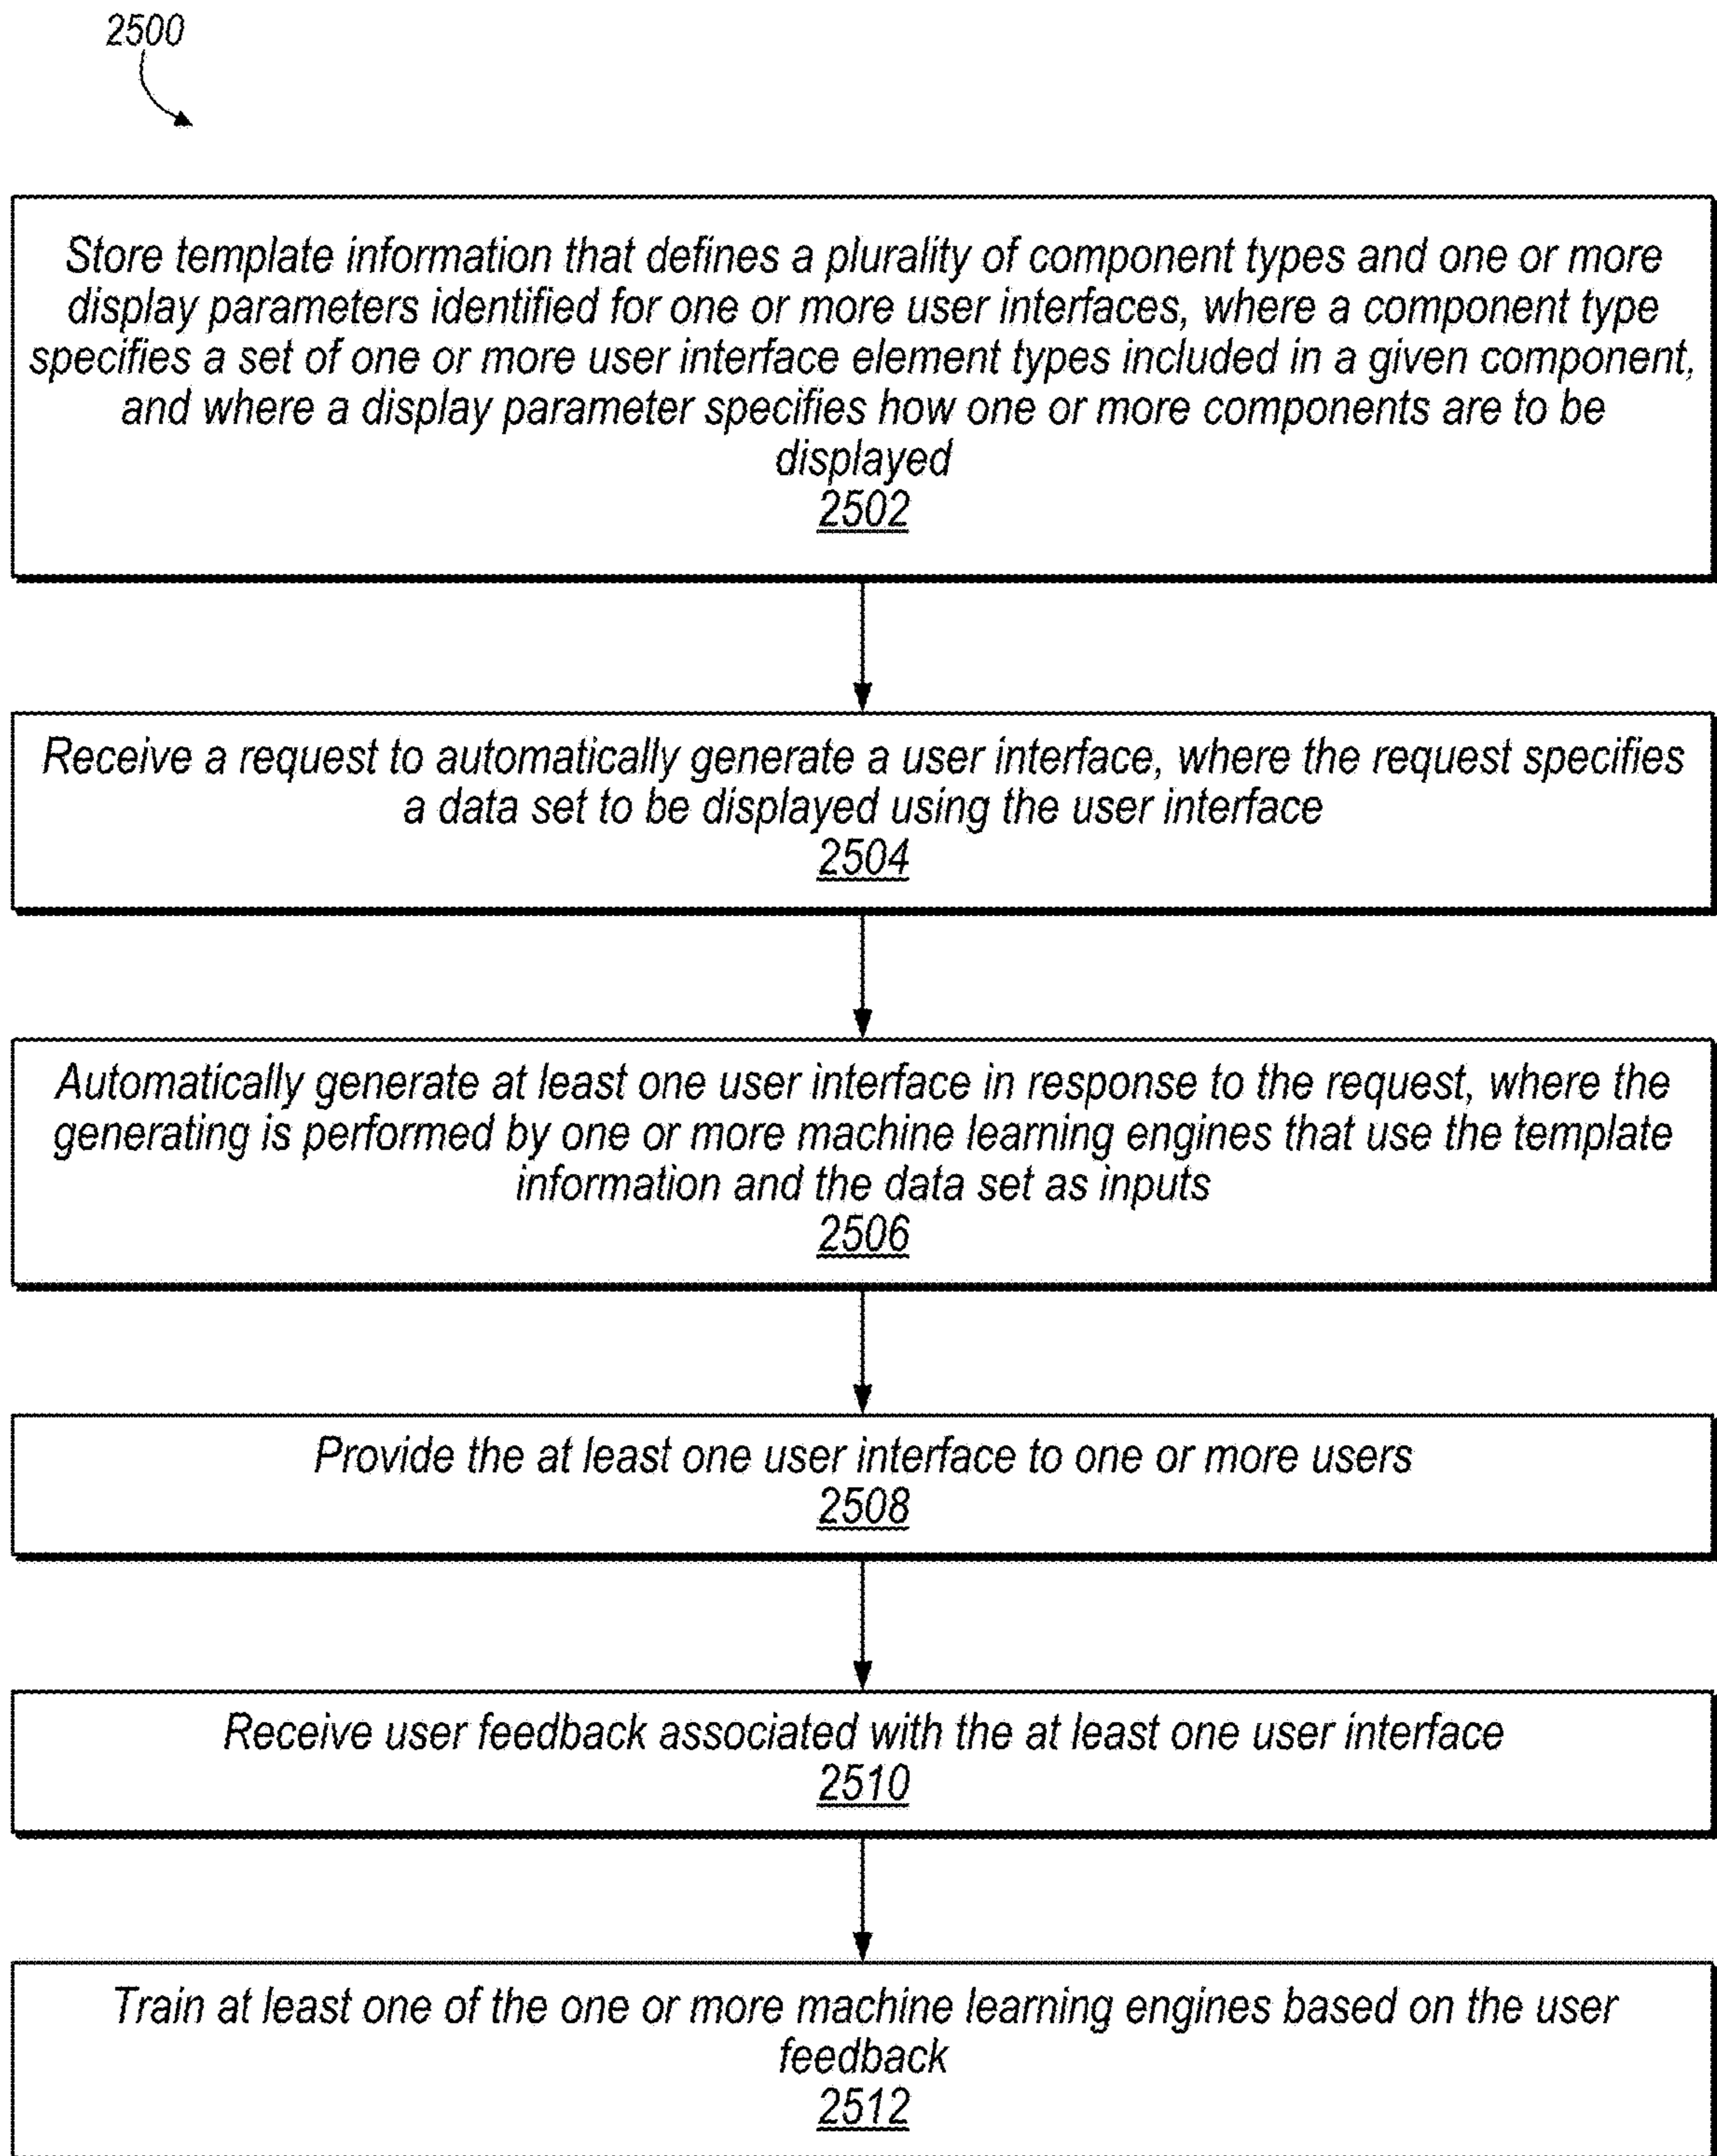 2500
Store template information that defines a plurality of component types and one or more
display parameters identified for one or more user interfaces, where a component type
specifies a set of one or more user interface element types included in a given component,
and where a display parameter specifies how one or more components are to be
displayed
2502
Receive a request to automatically generate a user interface, where the request specifies
a data set to be displayed using the user interface
2504
Automatically generate at least one user interface in response to the request, where the
generating is performed by one or more machine learning engines that use the template
information and the data set as inputs
2506
Provide the at least one user interface to one or more users
2508
Receive user feedback associated with the at least one user interface
2510
Train at least one of the one or more machine learning engines based on the user
feedback
2512